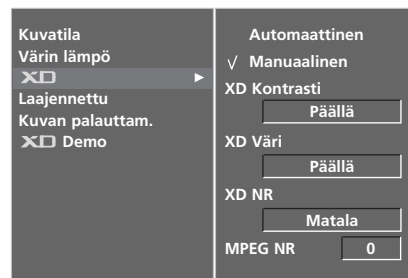 Kuvatila
Värin lämpö
XD
Laajennettu
Kuvan palauttam.
XD Demo
Automaattinen
√ Manuaalinen
XD Kontrasti
Päällä
XD Väri
Päällä
XD NR
Matala
MPEG NR 0